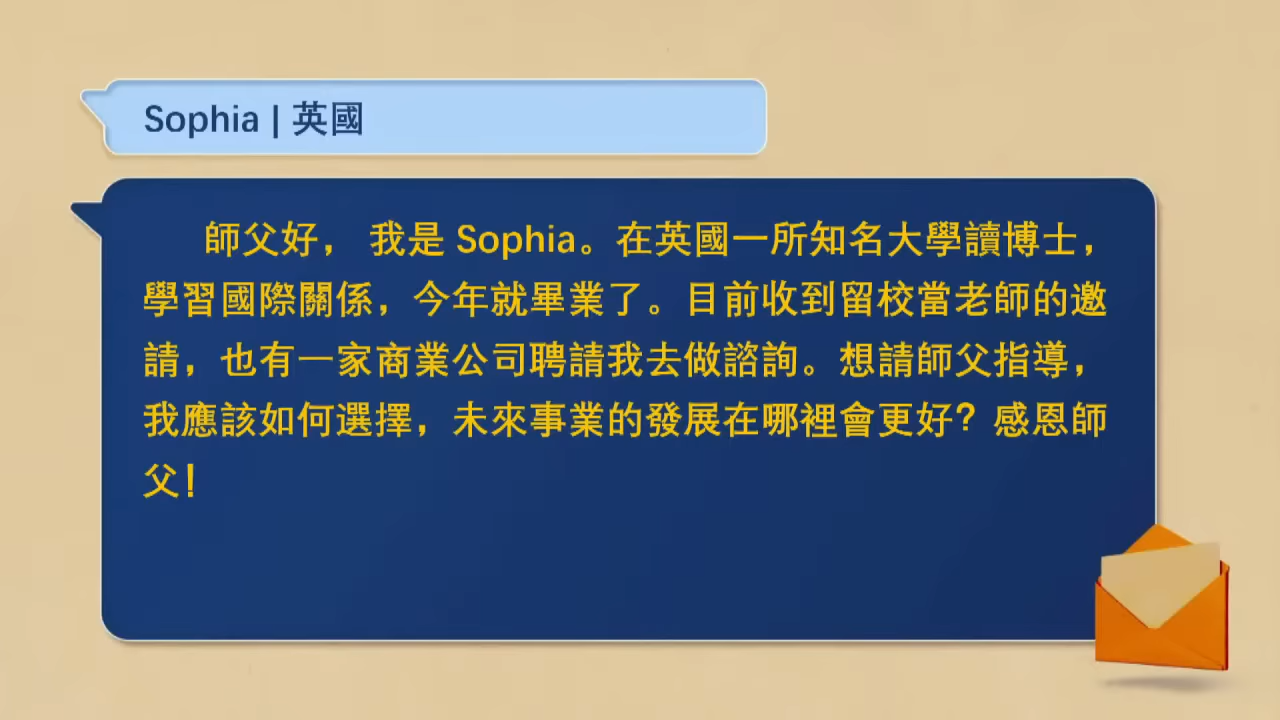 Sophia | 英國
師父好， 我是 Sophia。在英國一所知名大學讀博士，
學習國際關係，今年就畢業了。目前收到留校當老師的邀
請，也有一家商業公司聘請我去做諮詢。想請師父指導，
我應該如何選擇，未來事業的發展在哪裡會更好？感恩師
父！